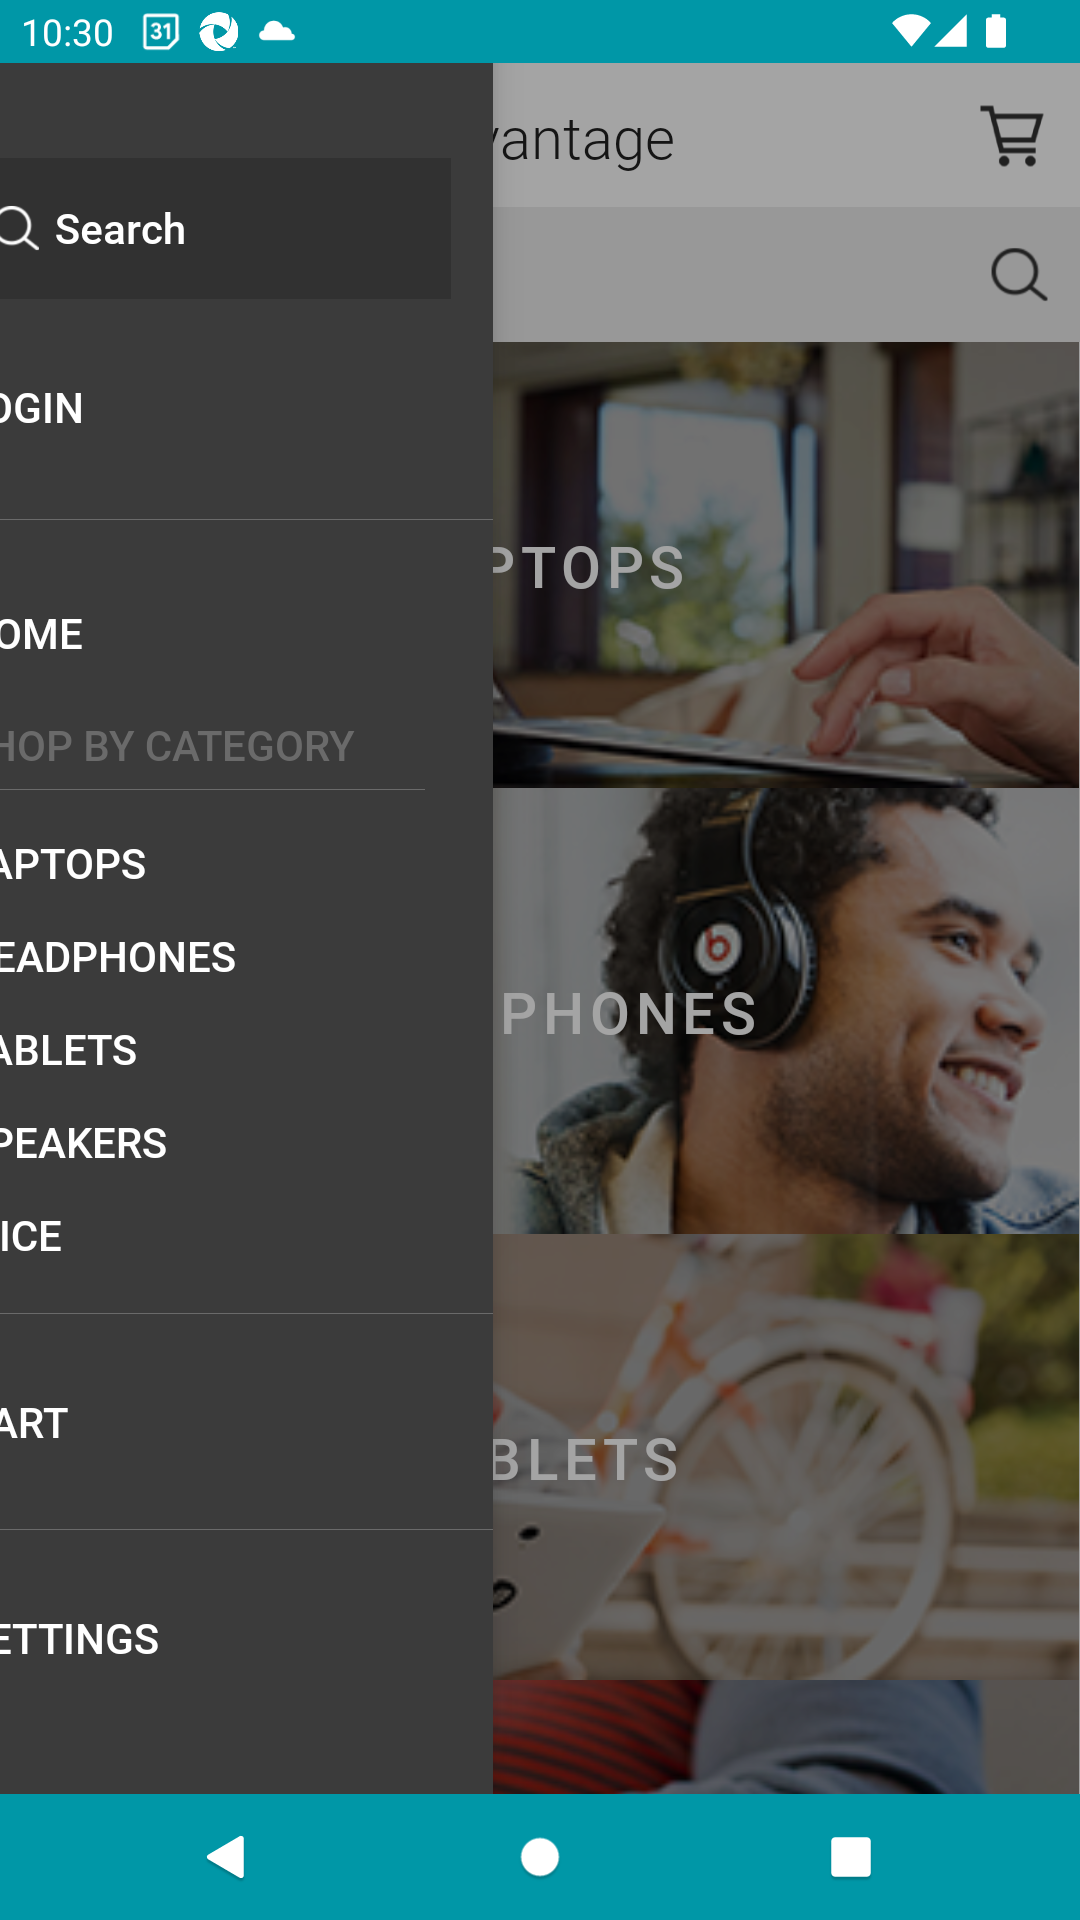 10:30
31
vantage
Search
OGIN
PTOPS
OME
HOP BY CATEGORY
APTOPS
EADPHONES
PHONES
ABLETS
PEAKERS
ICE
ART
BLETS
ETTINGS